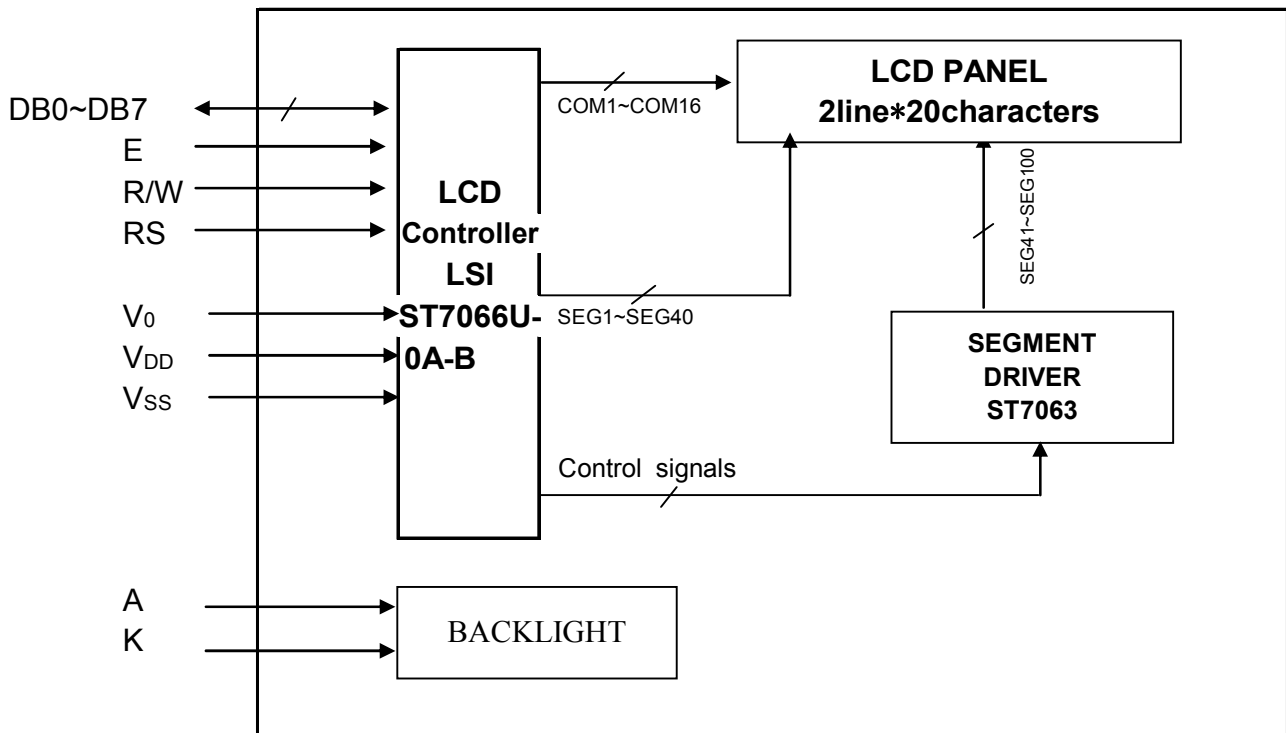 DB0~DB7
E
R/W
RS
V0
VDD
VSS
A
K
LCD
Controller
LSI
ST7066U-
0A-B
COM1~COM16
SEG1~SEG40
Control signals
LCD PANEL
2line*20characters
SEG41~SEG100
SEGMENT
DRIVER
ST7063
BACKLIGHT